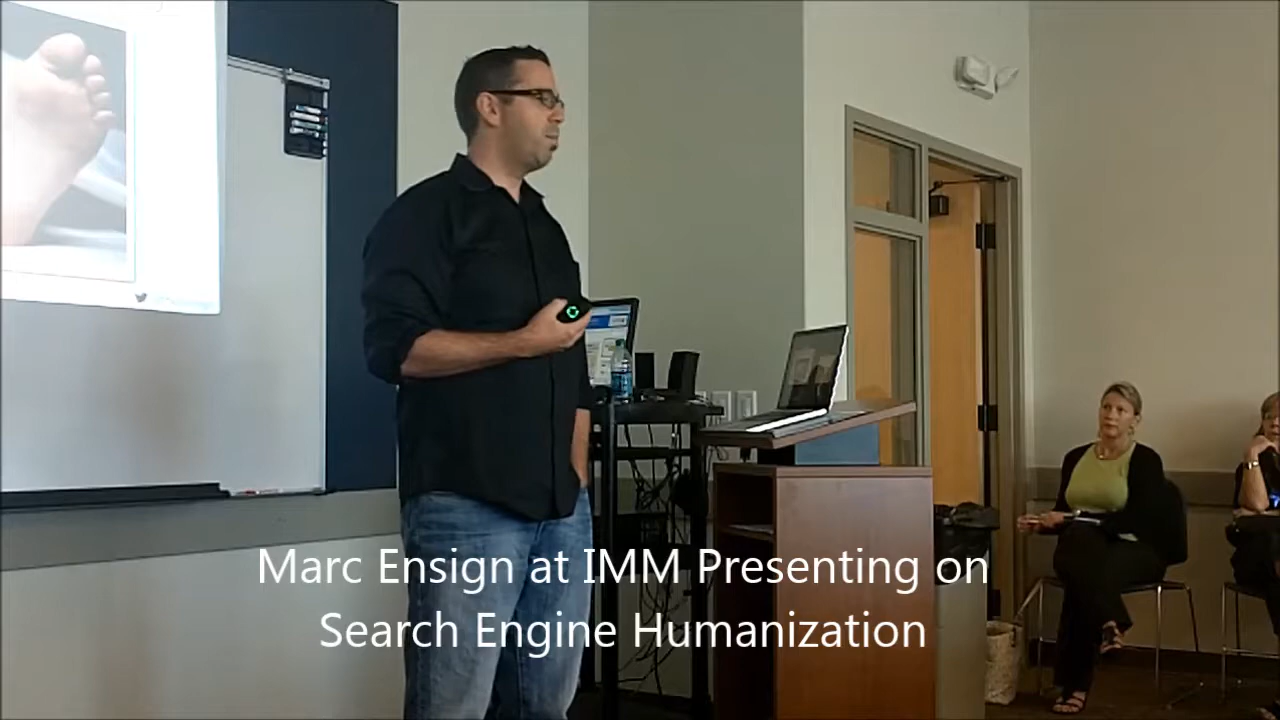 Marc Ensign at IMM Presenting on
Search Engine Humanization